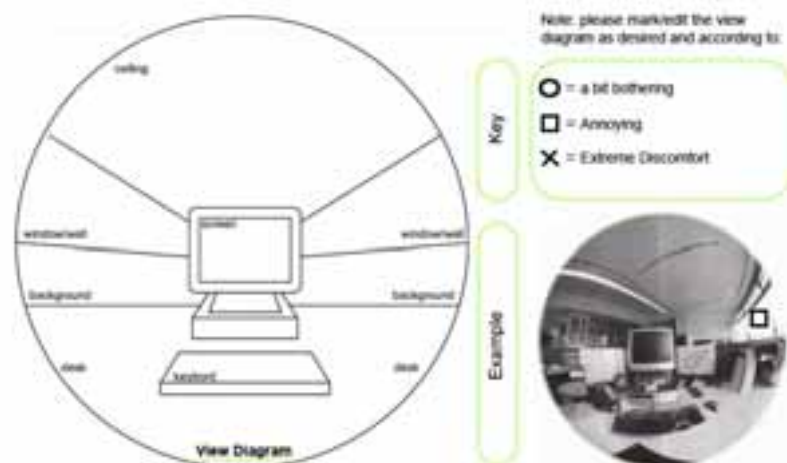 Note: please mark/edit the view
diagram as desired and according to:
ceiling
Key
= a bit bothering
= Annoying
= Extreme Discomfort
screen
window/wall
window/wall
background
background
Example
desk
desk
keybord
View Diagram